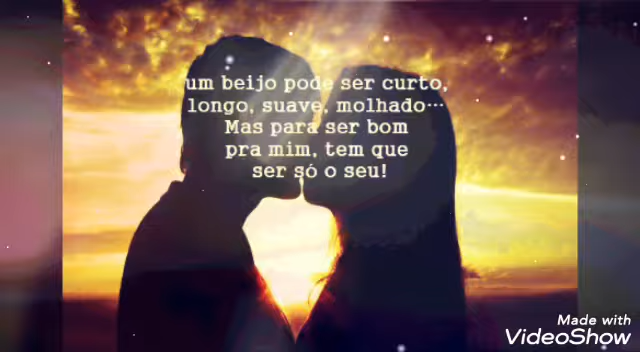 um beijo pode ser curto,
longo, suave, molhado...
Mas para ser bom
pra mim, tem que
ser só o seu!
Made with
VideoShow